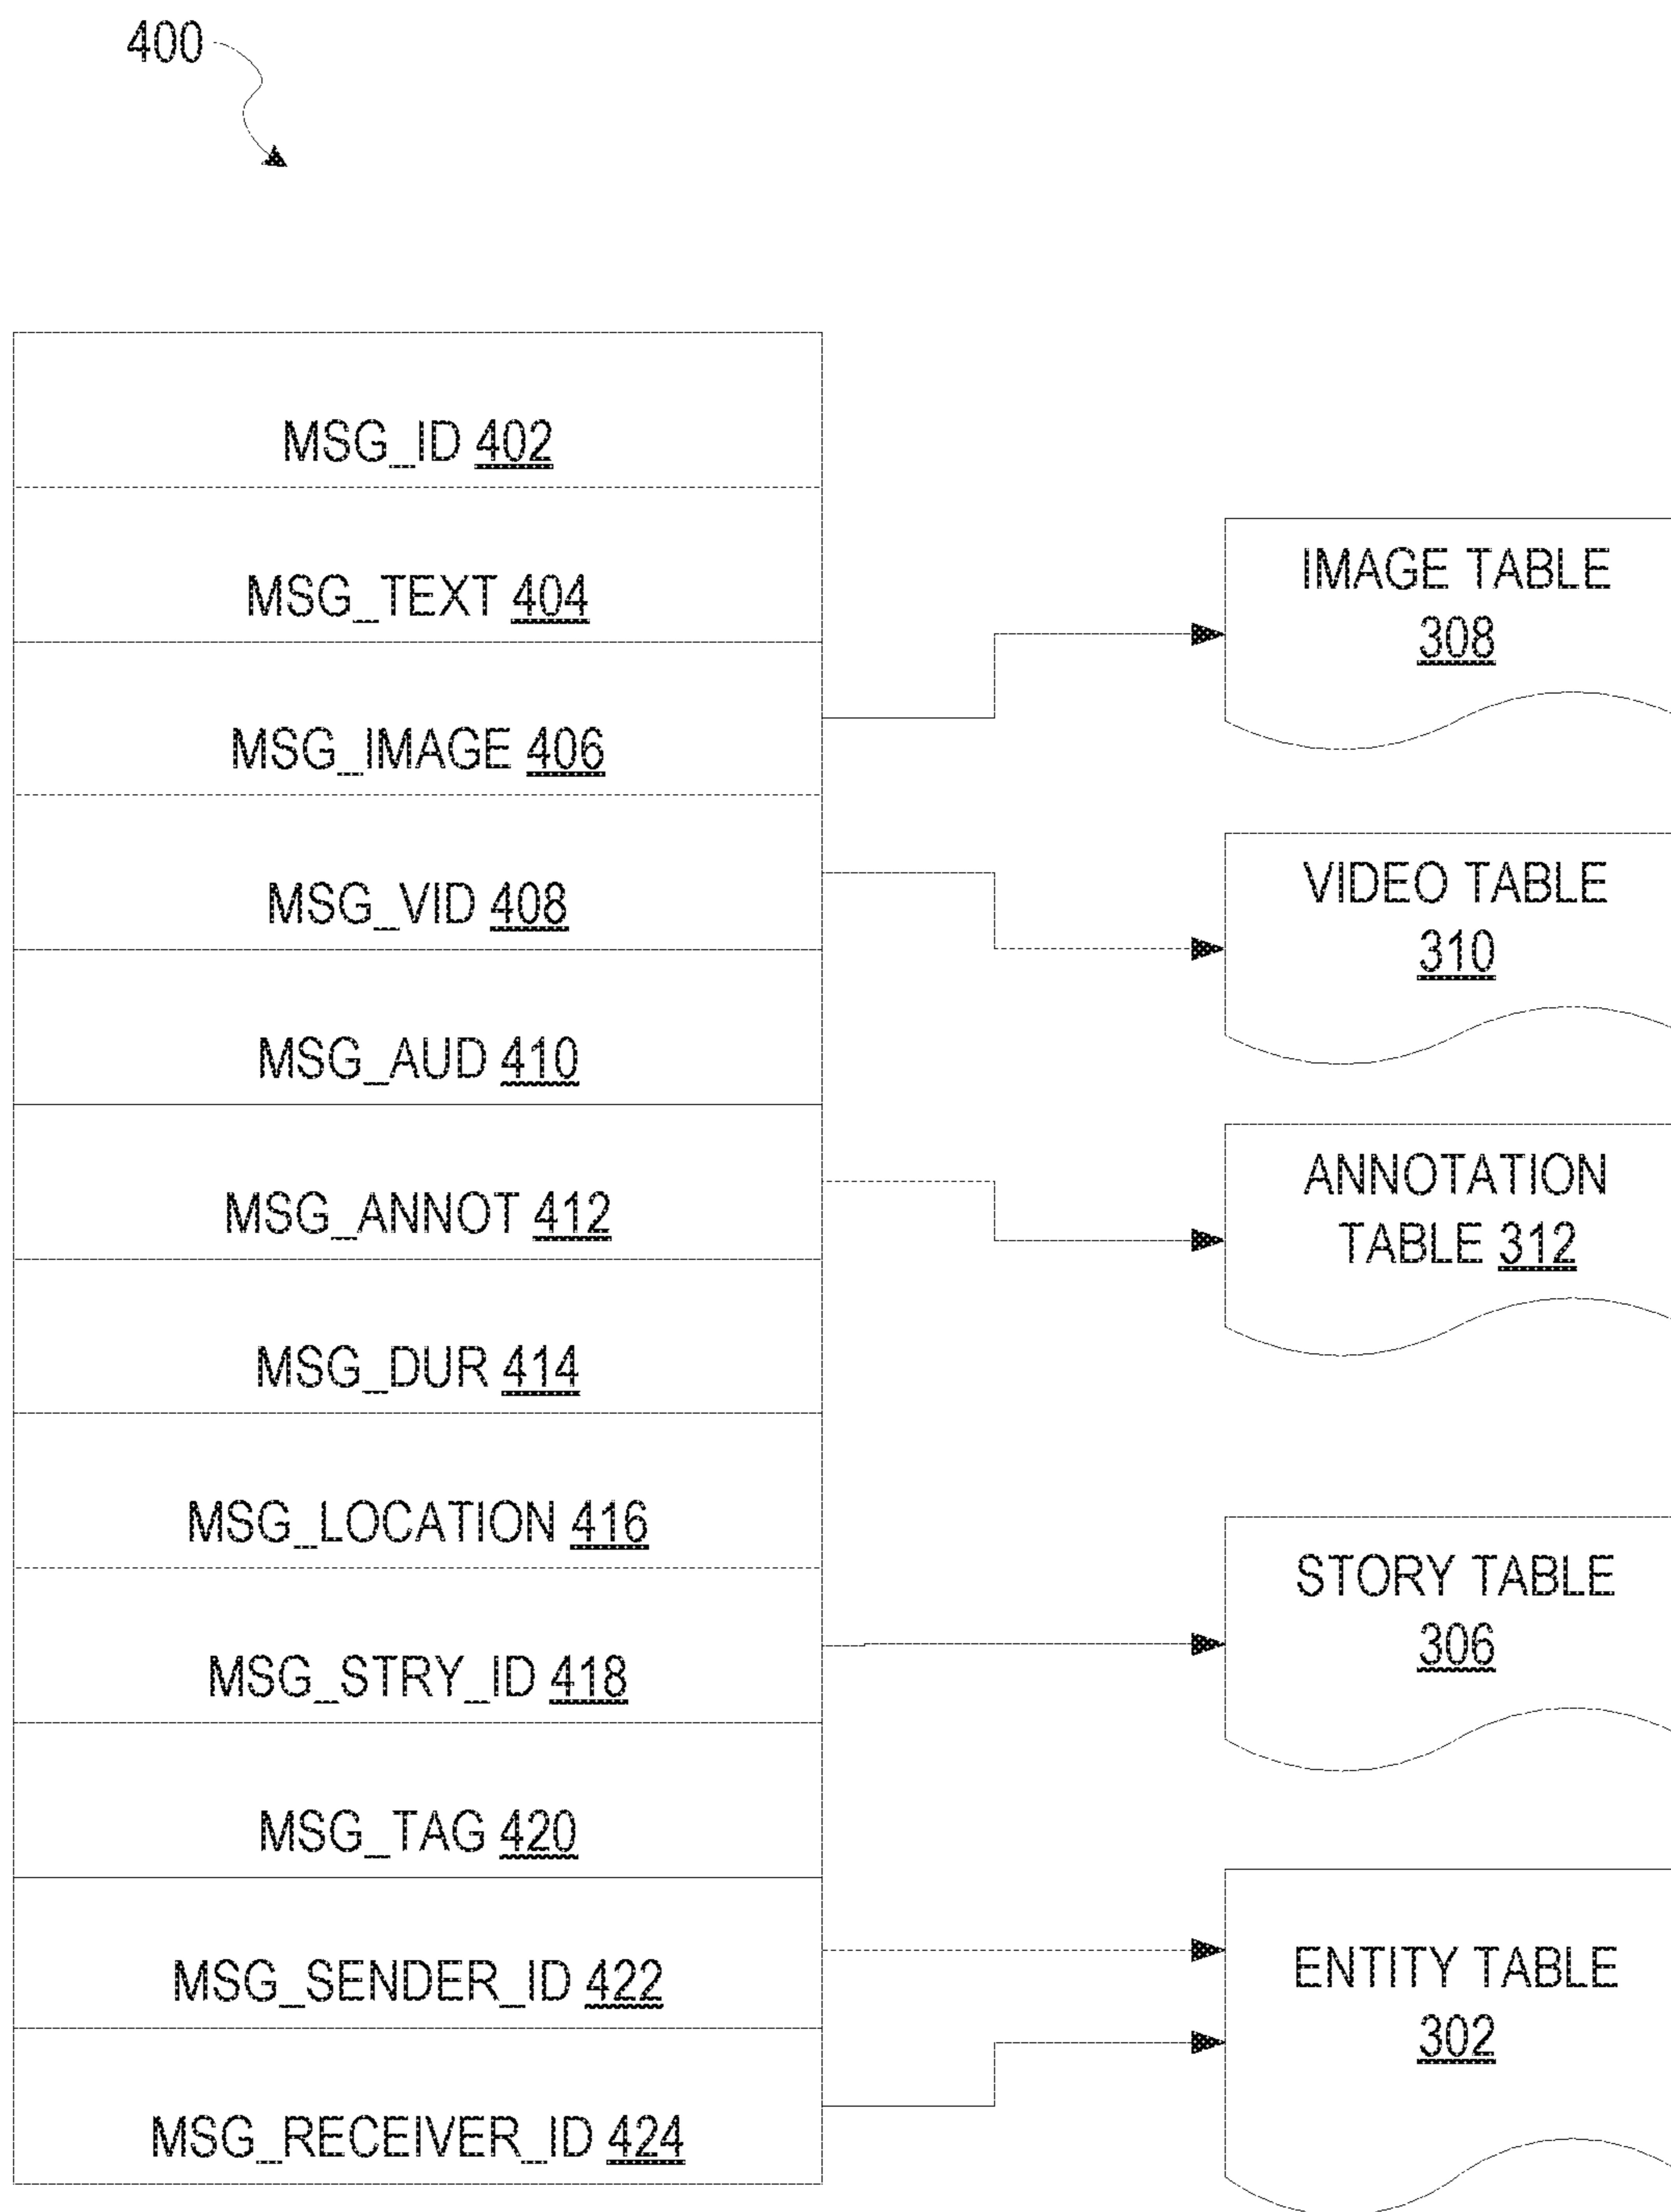 400
MSG_ID 402
MSG_TEXT 404
MSG_IMAGE 406
MSG_VID 408
MSG_AUD 410
MSG_ANNOT 412
MSG_DUR 414
MSG_LOCATION 416
MSG_STRY_ID 418
MSG_TAG 420
MSG_SENDER_ID 422
MSG_RECEIVER_ID 424
IMAGE TABLE
308
VIDEO TABLE
310
ANNOTATION
TABLE 312
STORY TABLE
306
ENTITY TABLE
302